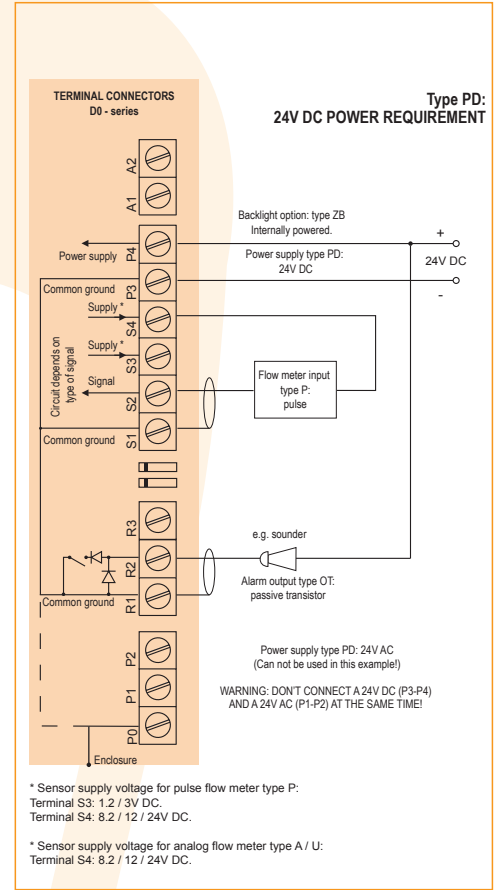 TERMINAL CONNECTORS
D0 - series
Type PD:
24V DC POWER REQUIREMENT
A2
A1
Backlight option: type ZB
Internally powered.
+
P4
Power supply
Power supply type PD:
24V DC
24V DC
P3
Common ground
-
Supply *
S4
Supply *
S3
Circuit depends on
type of signal
Signal
S2
Flow meter input
type P:
pulse
S1
Common ground
R3
e.g. sounder
R2
Alarm output type OT:
passive transistor
Common ground
R1
P2
Power supply type PD: 24V AC
(Can not be used in this example!)
P1
WARNING: DON'T CONNECT A 24V DC (P3-P4)
AND A 24V AC (P1-P2) AT THE SAME TIME!
P0
Enclosure
* Sensor supply voltage for pulse flow meter type P:
Terminal S3: 1.2 / 3V DC.
Terminal S4: 8.2 / 12 / 24V DC.
* Sensor supply voltage for analog flow meter type A / U:
Terminal S4: 8.2 / 12 / 24V DC.